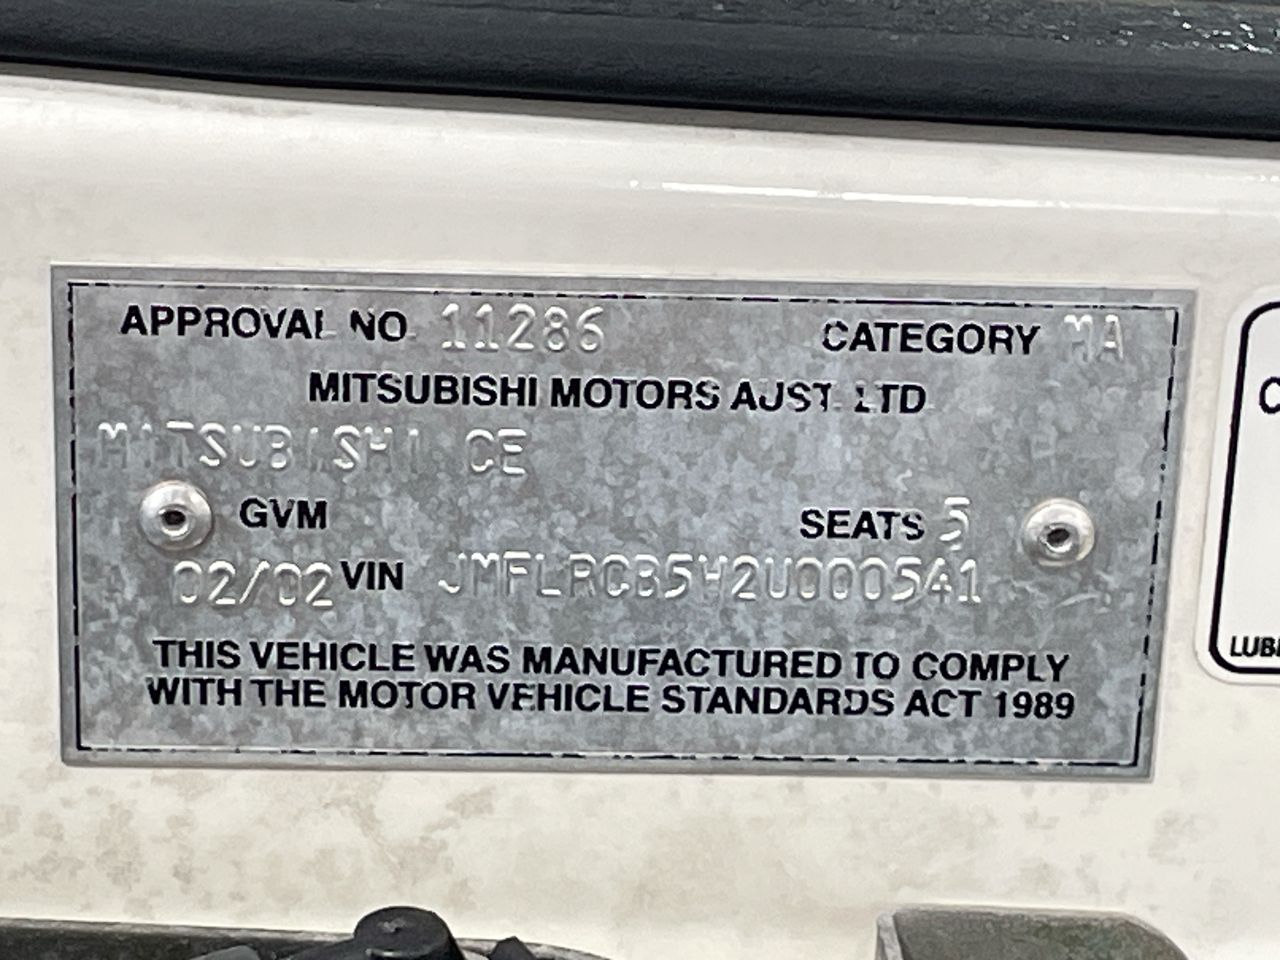 APPROVAL NO. 11286 CATEGORY MA
MITSUBISHI MOTORS AUST. LTD
MITSUBISHI CE
GVM SEATS 5
02/02 VIN JMFLRCB5W2U000541
THIS VEHICLE WAS MANUFACTURED TO COMPLY
WITH THE MOTOR VEHICLE STANDARDS ACT 1989